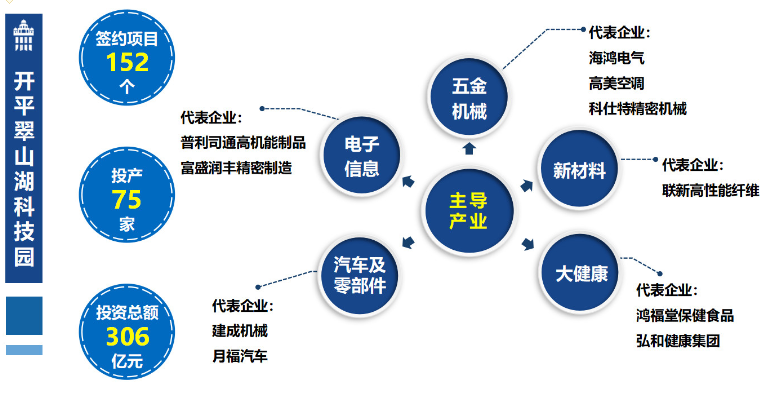 开平翠山湖科技园
签约项目
152
个
投产
75
家
投资总额
306
亿元
主导
产业
五金
机械
代表企业：
海鸿电气
高美空调
科仕特精密机械
电子
信息
代表企业：
普利司通高机能制品
富盛润丰精密制造
新材料
代表企业：
联新高性能纤维
汽车及
零部件
代表企业：
建成机械
月福汽车
大健康
代表企业：
鸿福堂保健食品
弘和健康集团